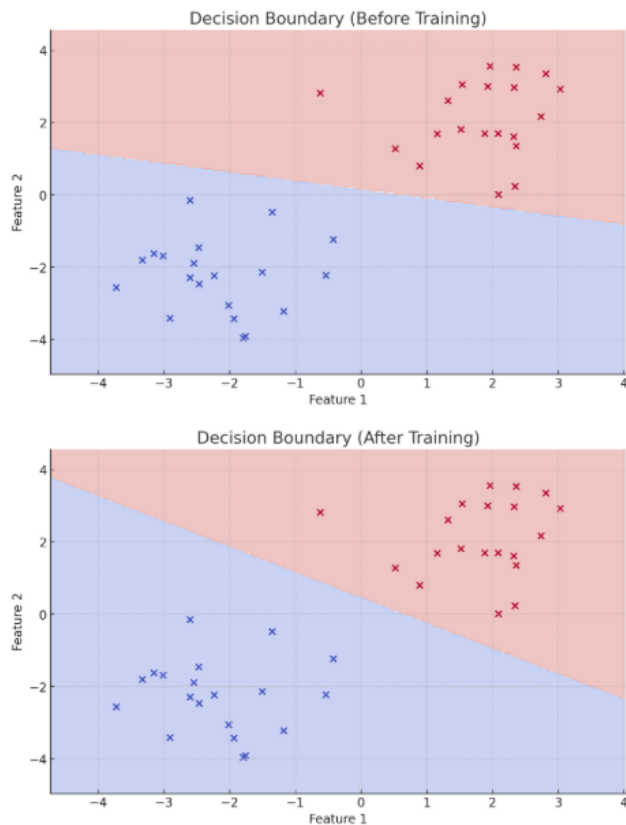 Decision Boundary (Before Training)
4
2
0
−2
−4
Feature 2
−4 −3 −2 −1 0 1 2 3 4
Feature 1
Decision Boundary (After Training)
4
2
0
−2
−4
Feature 2
−4 −3 −2 −1 0 1 2 3 4
Feature 1